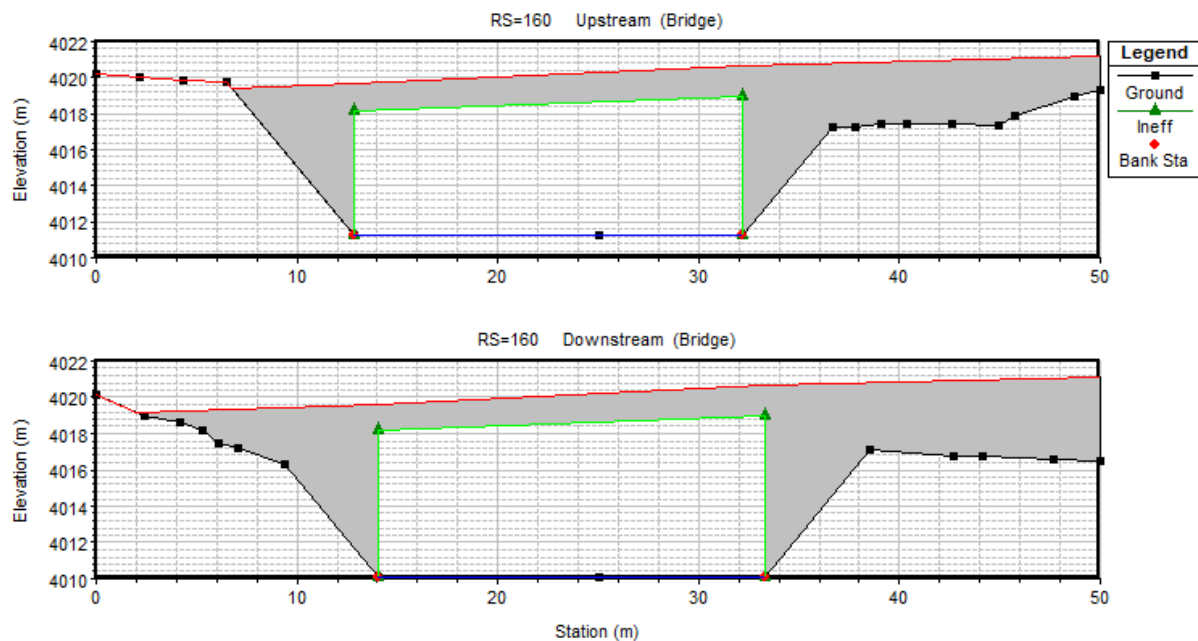 RS=160 Upstream (Bridge)
Elevation (m)
4022
4020
4018
4016
4014
4012
4010
0 10 20 30 40 50
Legend
Ground
Ineff
Bank Sta
RS=160 Downstream (Bridge)
Elevation (m)
4022
4020
4018
4016
4014
4012
4010
0 10 20 30 40 50
Station (m)